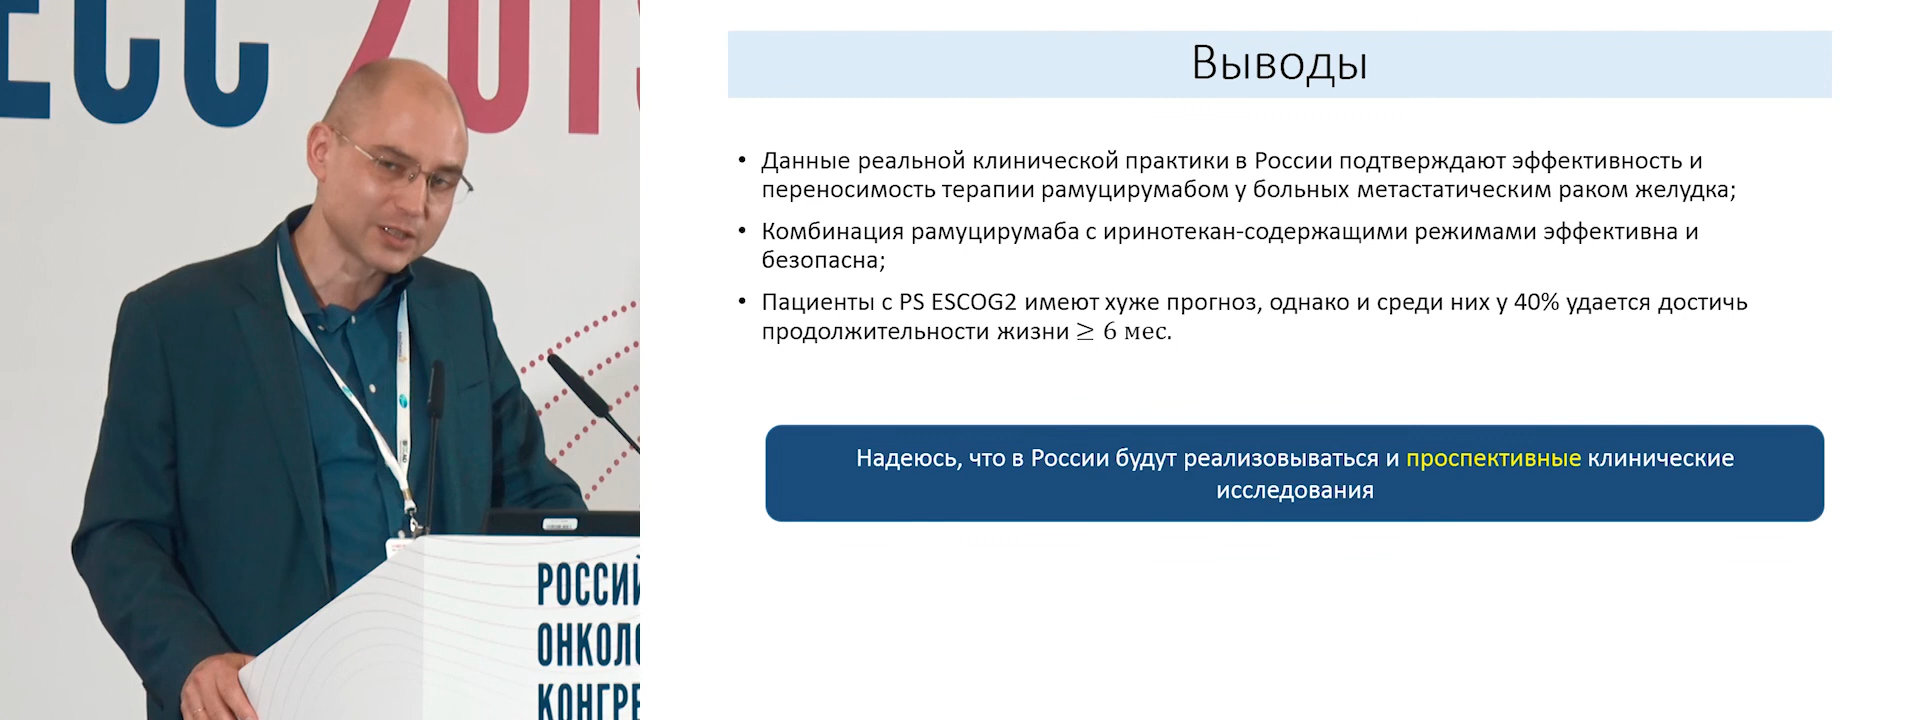 ЕСС 201
РОССИЙ
ОНКОЛО
КОНГРЕ
Выводы
• Данные реальной клинической практики в России подтверждают эффективность и
переносимость терапии рамуцирумабом у больных метастатическим раком желудка;
• Комбинация рамуцирумаба с иринотекан-содержащими режимами эффективна и
безопасна;
• Пациенты с PS ESCOG2 имеют хуже прогноз, однако и среди них у 40% удается достичь
продолжительности жизни ≥ 6 мес.
Надеюсь, что в России будут реализовываться и проспективные клинические
исследования